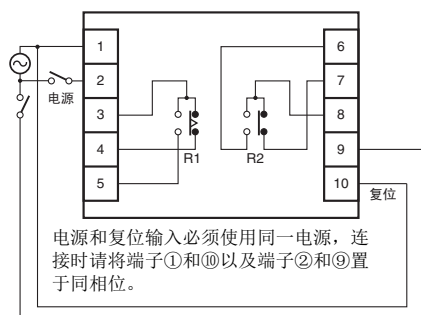 1
2
3
4
5
6
7
8
9
10
电源
R1
R2
复位
电源和复位输入必须使用同一电源，连
接时请将端子①和⑩以及端子②和⑨置
于同相位。